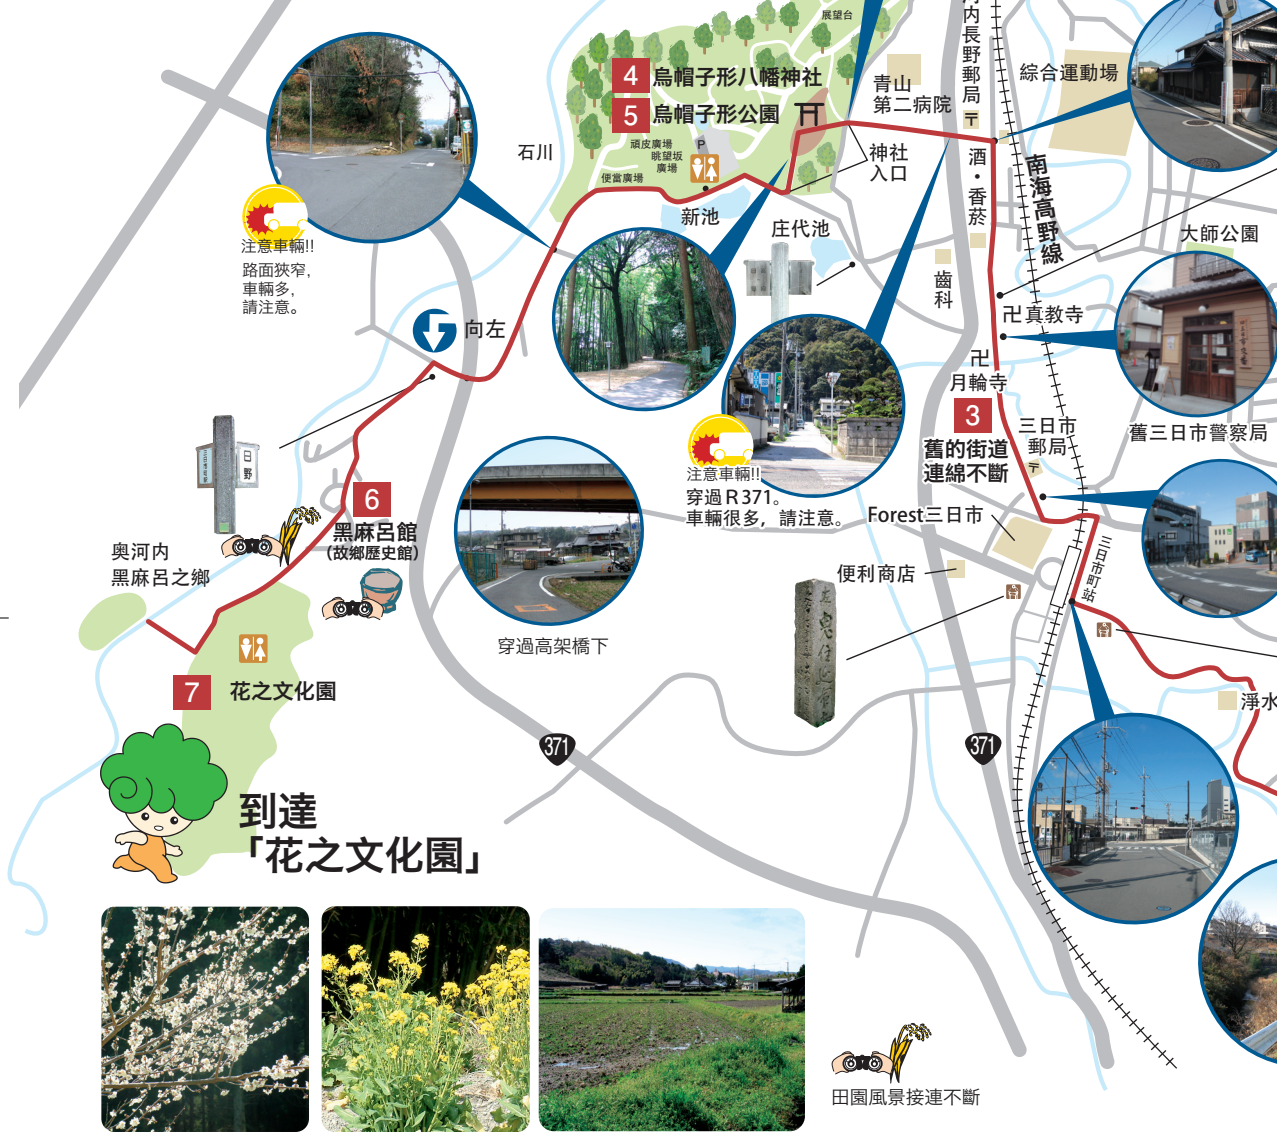 展望台
河內長野郵局
4 烏帽子形八幡神社
5 烏帽子形公園
頑皮廣場
眺望坂
廣場
便當廣場
P
青山
第二病院
綜合運動場
石川
神社
入口
酒・香菸
南海高野線
新池
庄代池
大師公園
注意車輛!!
路面狹窄,
車輛多,
請注意。
向左
齒科
卍真教寺
卍
月輪寺
3
舊的街道
連綿不斷
三日市
郵局
舊三日市警察局
日野
注意車輛!!
穿過R371。
車輛很多，請注意。
Forest三日市
6
黑麻呂館
(故鄉歷史館)
奧河內
黑麻呂之鄉
便利商店
三日市町站
穿過高架橋下
7 花之文化園
淨水
371
371
到達
「花之文化園」
田園風景接連不斷